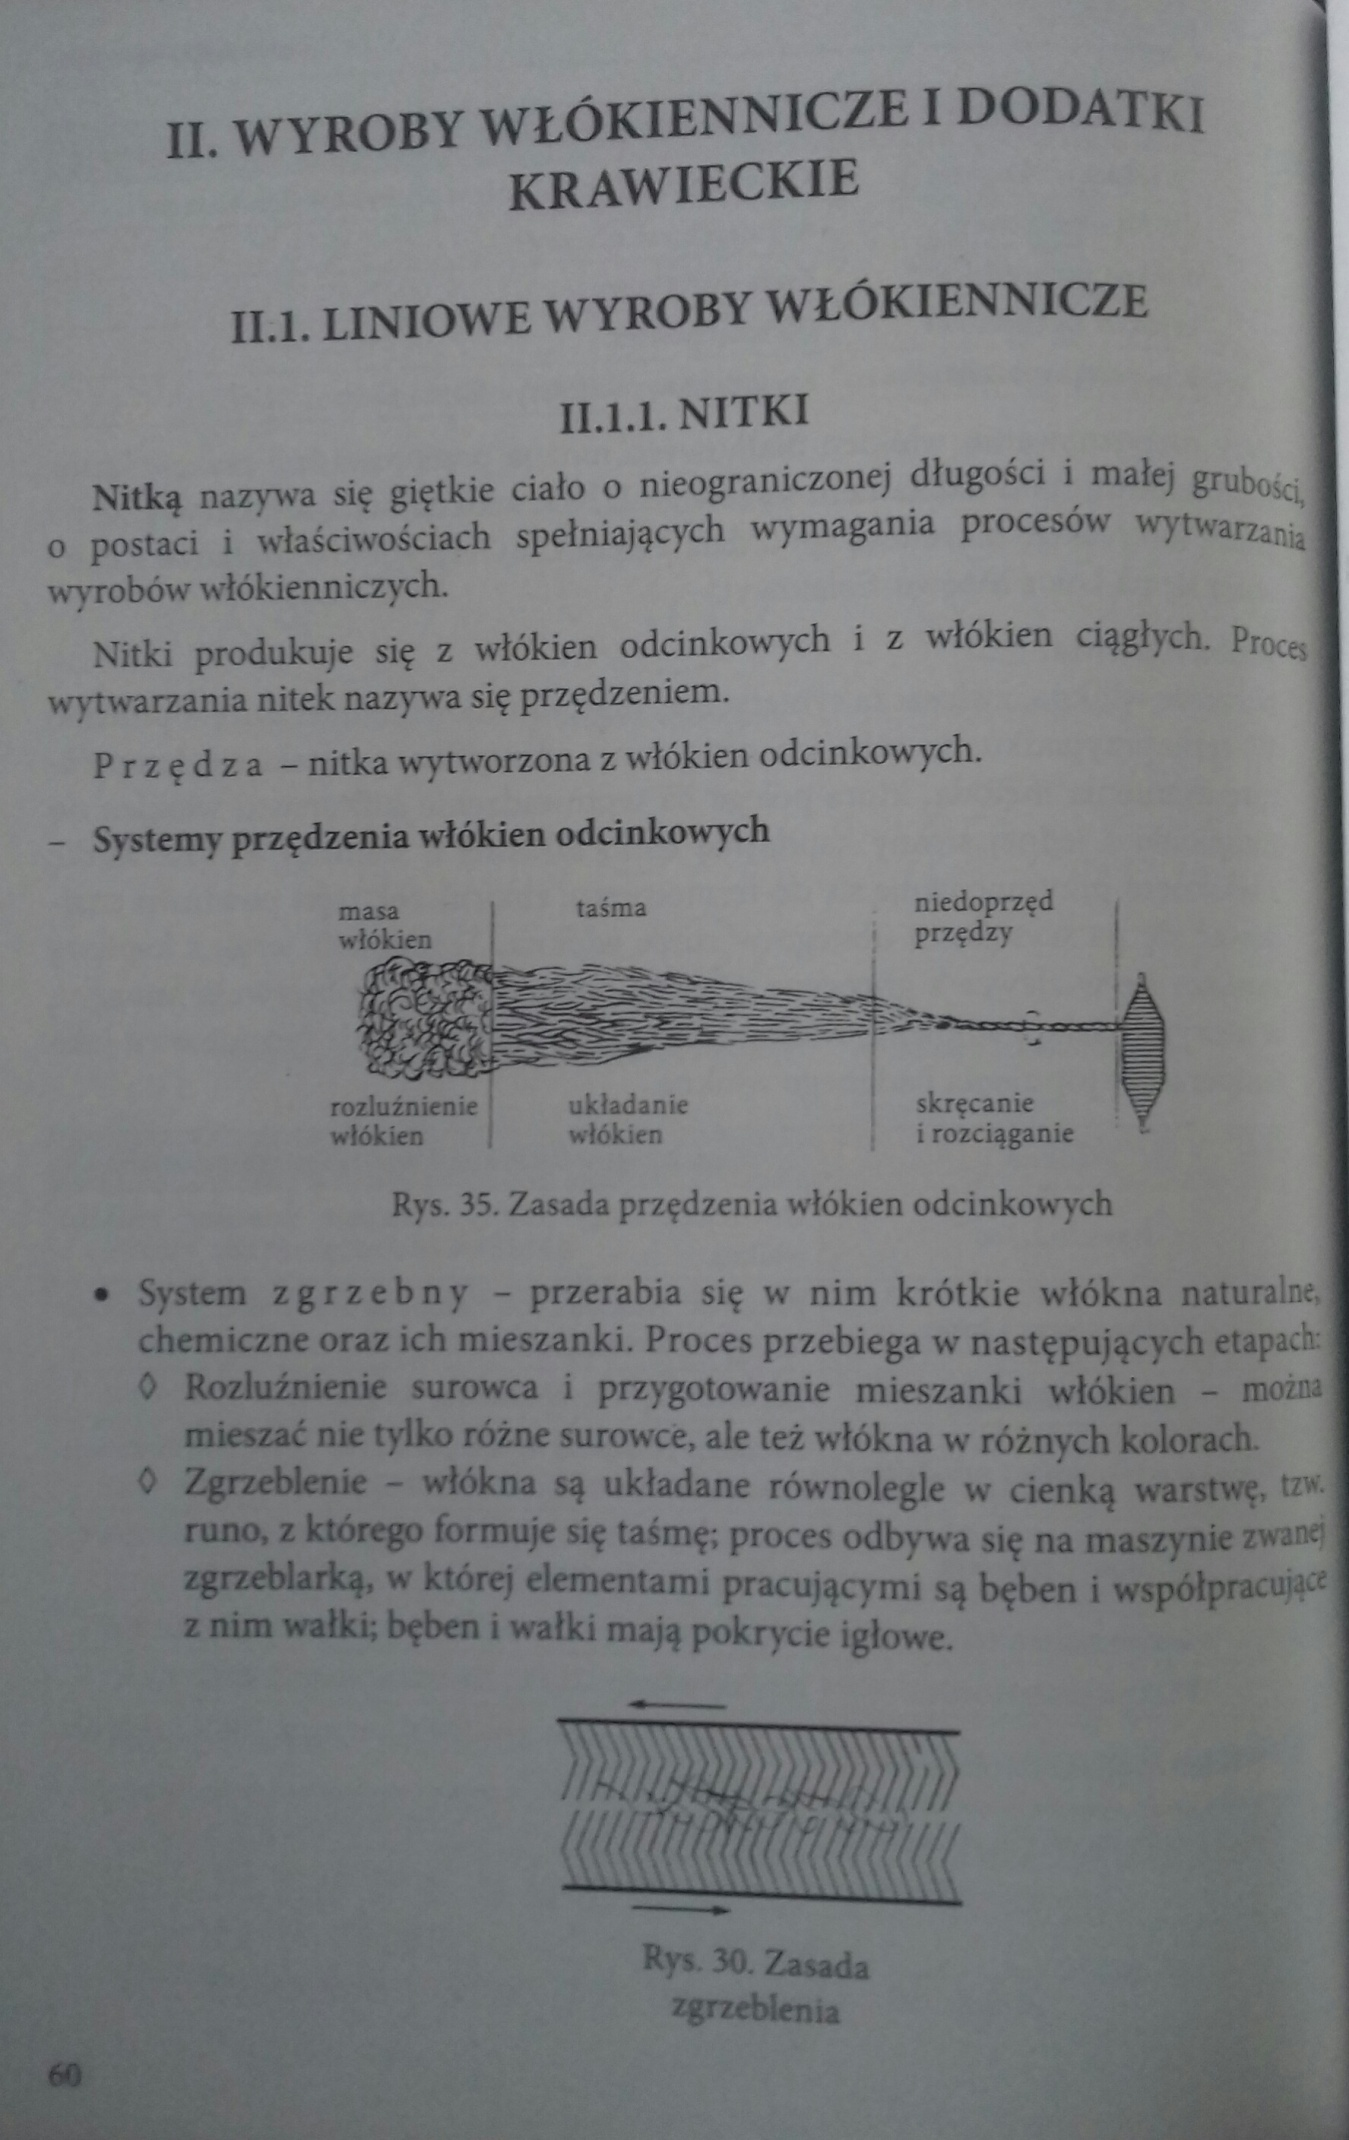 II. WYROBY WŁÓKIENNICZE I DODATKI
KRAWIECKIE
II.1. LINIOWE WYROBY WŁÓKIENNICZE
II.1.1. NITKI
Nitką nazywa się giętkie ciało o nieograniczonej długości i małej grubości,
o postaci i właściwościach spełniających wymagania procesów wytwarzania
wyrobów włókienniczych.
Nitki produkuje się z włókien odcinkowych i z włókien ciągłych. Proces
wytwarzania nitek nazywa się przędzeniem.
Przędza – nitka wytworzona z włókien odcinkowych.
– Systemy przędzenia włókien odcinkowych
masa
włókien
taśma
niedoprzęd
przędzy
rozluźnienie
włókien
układanie
włókien
skręcanie
i rozciąganie
Rys. 35. Zasada przędzenia włókien odcinkowych
• System zgrzebny – przerabia się w nim krótkie włókna naturalne,
chemiczne oraz ich mieszanki. Proces przebiega w następujących etapach:
◊ Rozluźnienie surowca i przygotowanie mieszanki włókien – można
mieszać nie tylko różne surowce, ale też włókna w różnych kolorach.
◊ Zgrzeblenie – włókna są układane równolegle w cienką warstwę, tzw.
runo, z którego formuje się taśmę; proces odbywa się na maszynie zwanej
zgrzeblarką, w której elementami pracującymi są bęben i współpracujące
z nim wałki; bęben i wałki mają pokrycie igłowe.
Rys. 30. Zasada
zgrzeblenia
60